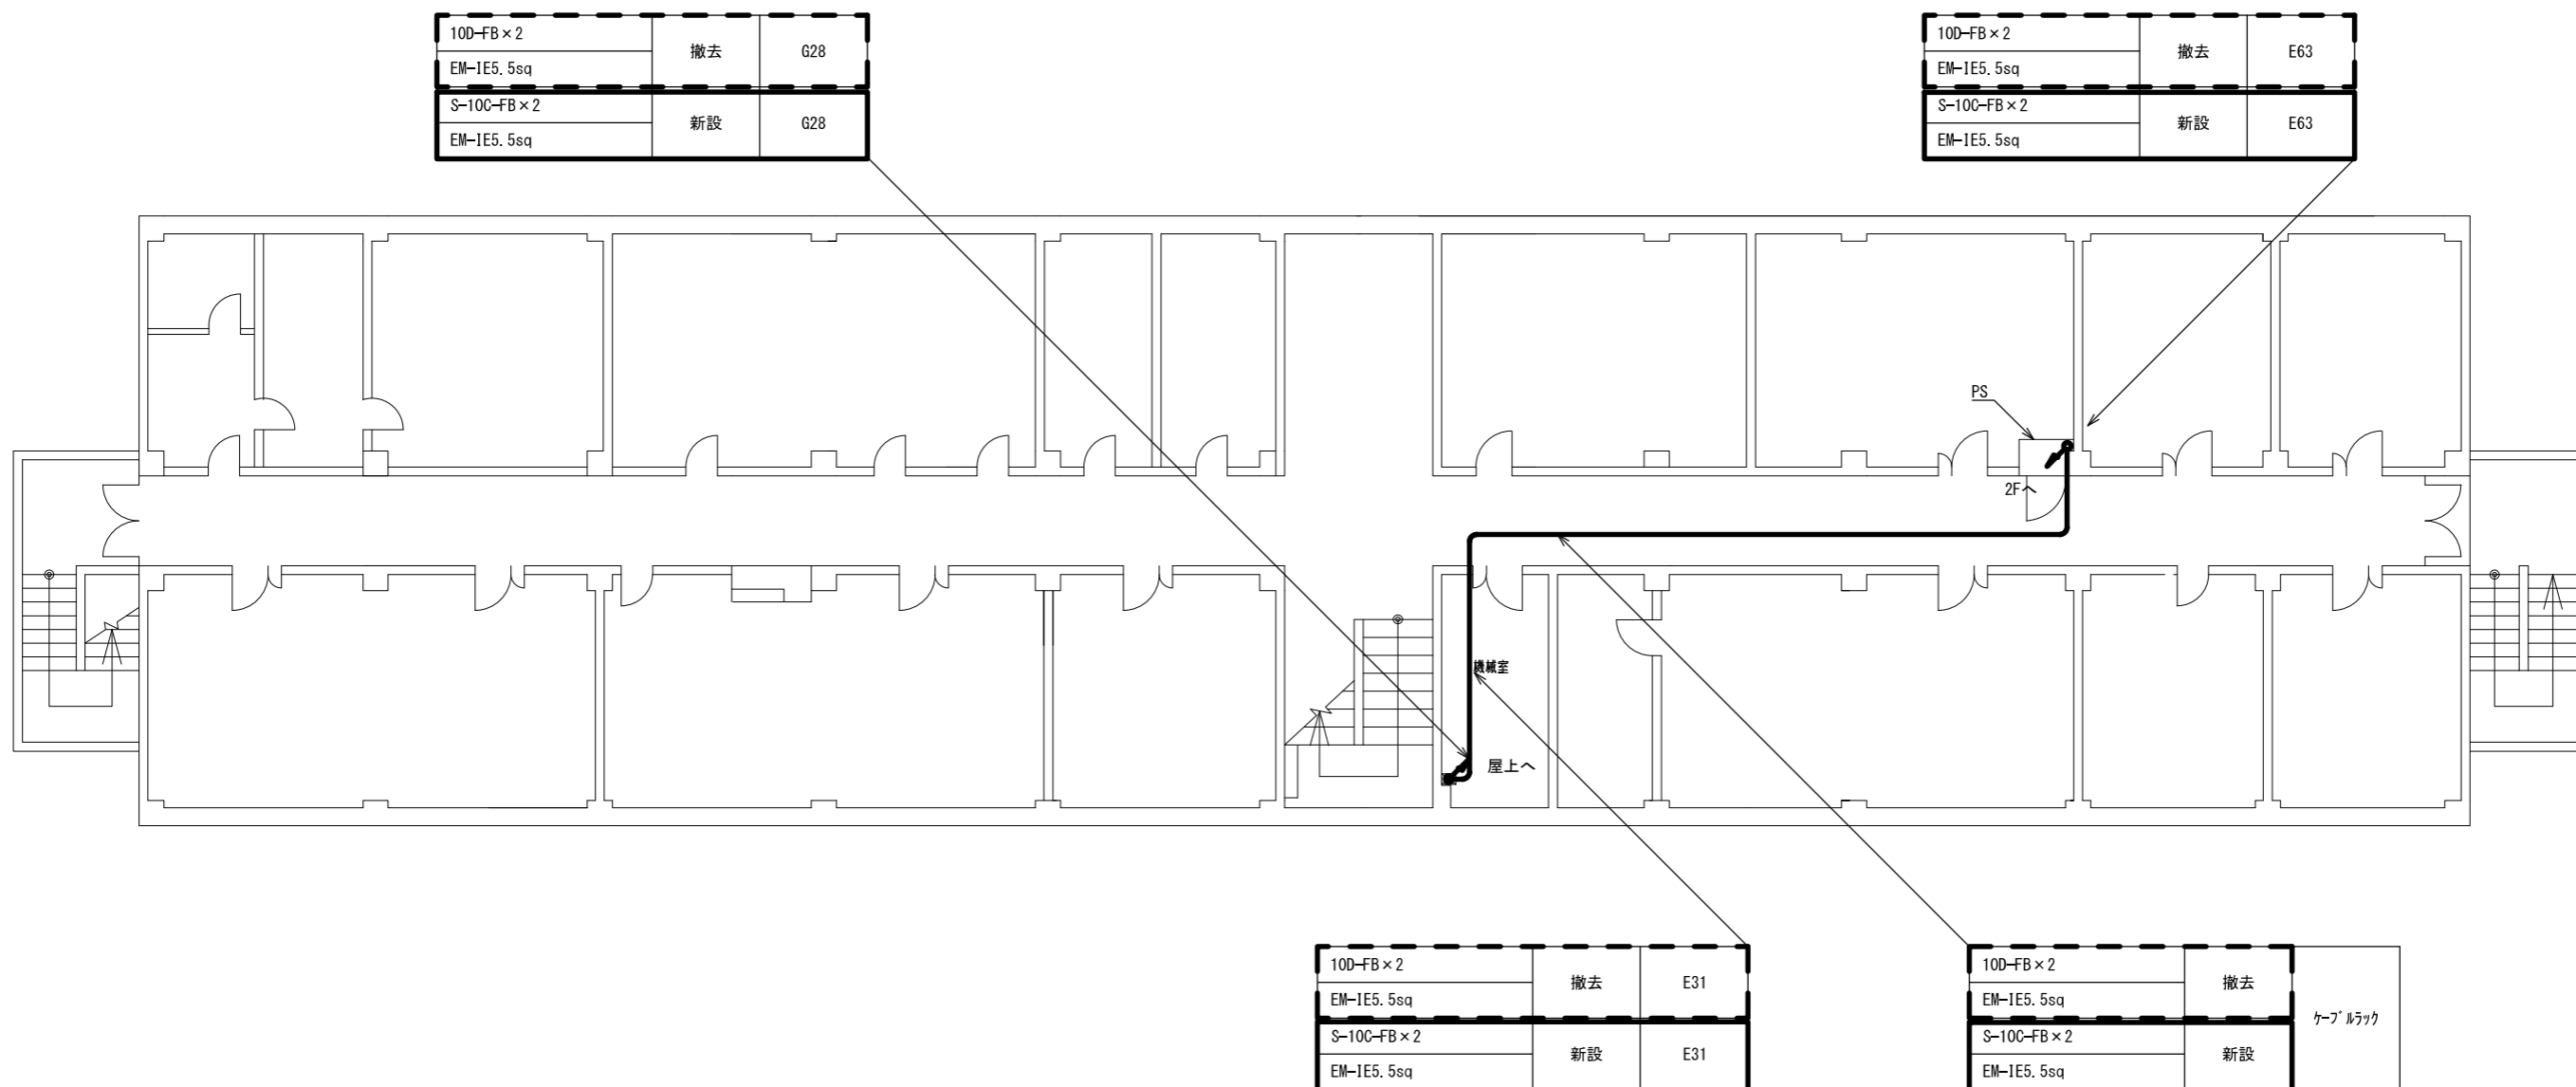 10D-FB×2
撤去
G28
EM-IE5.5sq
S-10C-FB×2
新設
G28
EM-IE5.5sq
10D-FB×2
撤去
E63
EM-IE5.5sq
S-10C-FB×2
新設
E63
EM-IE5.5sq
PS
2Fへ
機械室
屋上へ
10D-FB×2
撤去
E31
EM-IE5.5sq
S-10C-FB×2
新設
E31
EM-IE5.5sq
10D-FB×2
撤去
EM-IE5.5sq
ケーブルラック
S-10C-FB×2
新設
EM-IE5.5sq